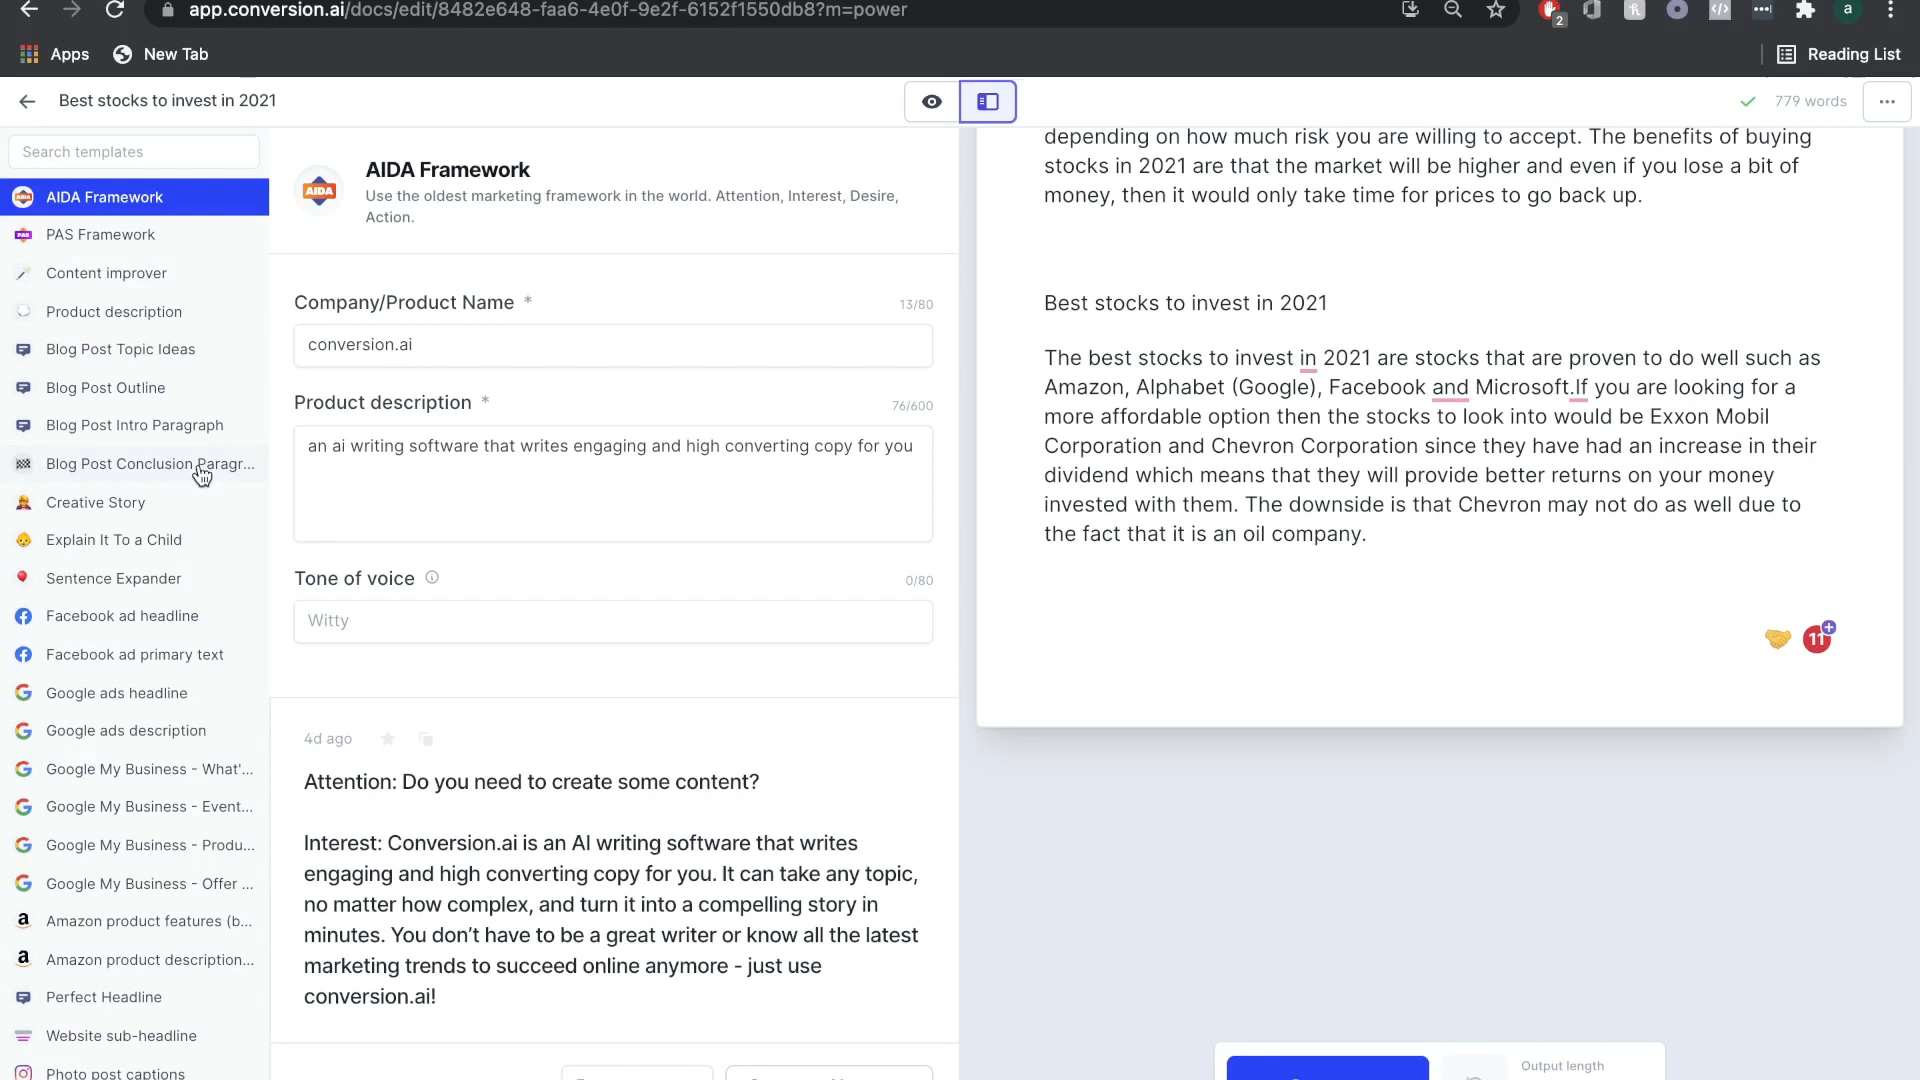 app.conversion.ai/docs/edit/8482e648-faa6-4e0f-9e2f-6152f1550db8?m=power
2
a
Apps
New Tab
Reading List
Best stocks to invest in 2021
779 words
Search templates
AIDA Framework
PAS Framework
Content improver
Product description
Blog Post Topic Ideas
Blog Post Outline
Blog Post Intro Paragraph
Blog Post Conclusion Paragr...
Creative Story
Explain It To a Child
Sentence Expander
Facebook ad headline
Facebook ad primary text
Google ads headline
Google ads description
Google My Business - What'...
Google My Business - Event...
Google My Business - Produ...
Google My Business - Offer ...
Amazon product features (b...
Amazon product description...
Perfect Headline
Website sub-headline
Photo post captions
AIDA
AIDA Framework
Use the oldest marketing framework in the world. Attention, Interest, Desire,
Action.
Company/Product Name *
13/80
conversion.ai
Product description *
76/600
an ai writing software that writes engaging and high converting copy for you
Tone of voice
0/80
Witty
4d ago
Attention: Do you need to create some content?
Interest: Conversion.ai is an AI writing software that writes
engaging and high converting copy for you. It can take any topic,
no matter how complex, and turn it into a compelling story in
minutes. You don't have to be a great writer or know all the latest
marketing trends to succeed online anymore - just use
conversion.ai!
depending on how much risk you are willing to accept. The benefits of buying
stocks in 2021 are that the market will be higher and even if you lose a bit of
money, then it would only take time for prices to go back up.
Best stocks to invest in 2021
The best stocks to invest in 2021 are stocks that are proven to do well such as
Amazon, Alphabet (Google), Facebook and Microsoft.If you are looking for a
more affordable option then the stocks to look into would be Exxon Mobil
Corporation and Chevron Corporation since they have had an increase in their
dividend which means that they will provide better returns on your money
invested with them. The downside is that Chevron may not do as well due to
the fact that it is an oil company.
11
Output length